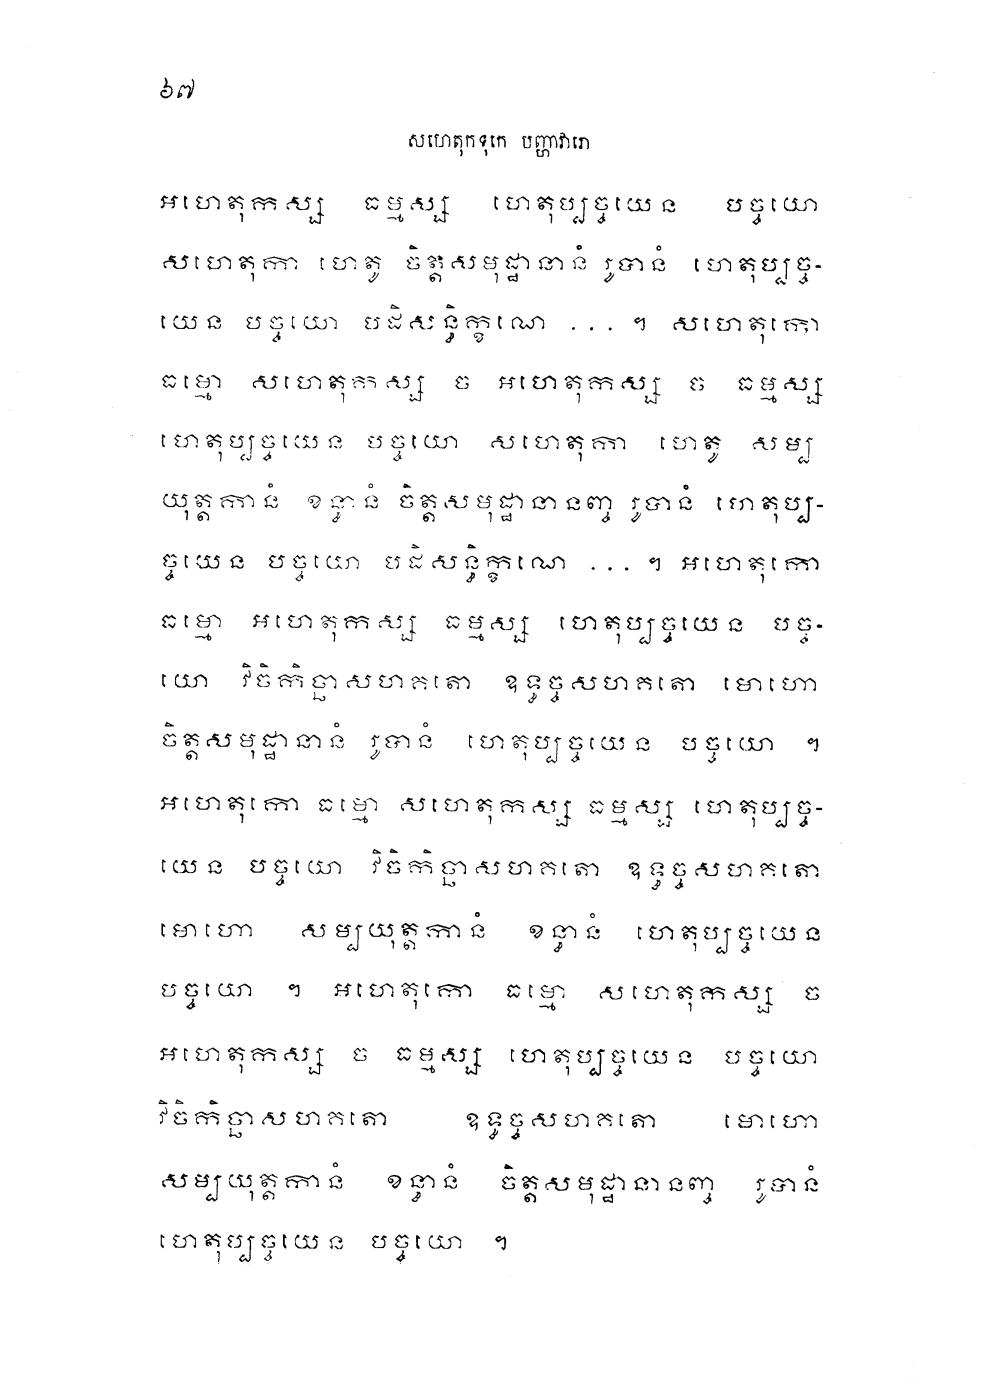 ៦៧
សហេតុកទុកេ បញ្ហាវារោ
អហេតុកស្ស ធម្មស្ស ហេតុប្បច្ចយេន បច្ចយោ
សហេតុកា ហេតូ ចិត្តសមុដ្ឋានានំ រូបានំ ហេតុប្បច្ច-
យេន បច្ចយោ បដិសន្ធិក្ខណេ ... ។ សហេតុកោ
ធម្មោ សហេតុកស្ស ច អហេតុកស្ស ច ធម្មស្ស
ហេតុប្បច្ចយេន បច្ចយោ សហេតុកា ហេតូ សម្ប
យុត្តកានំ ខន្ធានំ ចិត្តសមុដ្ឋានានញ្ច រូបានំ ហេតុប្ប-
ច្ចយេន បច្ចយោ បដិសន្ធិក្ខណេ ... ។ អហេតុកោ
ធម្មោ អហេតុកស្ស ធម្មស្ស ហេតុប្បច្ចយេន បច្ច-
យោ វិចិកិច្ឆាសហគតោ ឧទ្ធច្ចសហគតោ មោហោ
ចិត្តសមុដ្ឋានានំ រូបានំ ហេតុប្បច្ចយេន បច្ចយោ ។
អហេតុកោ ធម្មោ សហេតុកស្ស ធម្មស្ស ហេតុប្បច្ច-
យេន បច្ចយោ វិចិកិច្ឆាសហគតោ ឧទ្ធច្ចសហគតោ
មោហោ សម្បយុត្តកានំ ខន្ធានំ ហេតុប្បច្ចយេន
បច្ចយោ ។ អហេតុកោ ធម្មោ សហេតុកស្ស ច
អហេតុកស្ស ច ធម្មស្ស ហេតុប្បច្ចយេន បច្ចយោ
វិចិកិច្ឆាសហគតោ ឧទ្ធច្ចសហគតោ មោហោ
សម្បយុត្តកានំ ខន្ធានំ ចិត្តសមុដ្ឋានានញ្ច រូបានំ
ហេតុប្បច្ចយេន បច្ចយោ ។